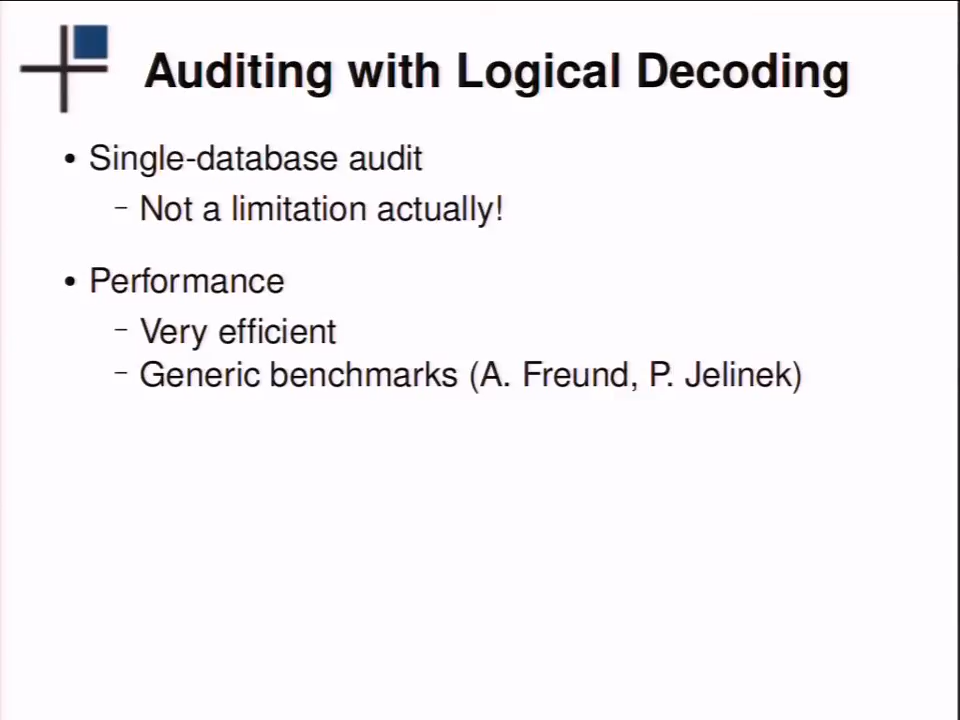 Auditing with Logical Decoding
• Single-database audit
– Not a limitation actually!
• Performance
– Very efficient
– Generic benchmarks (A. Freund, P. Jelinek)